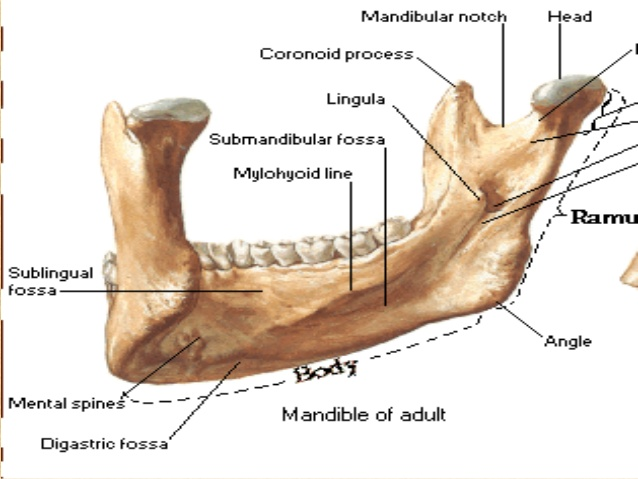 Mandibular notch
Head
Coronoid process
Lingula
Submandibular fossa
Mylohyoid line
Ramu
Sublingual
fossa
Angle
Body
Mental spines
Mandible of adult
Digastric fossa